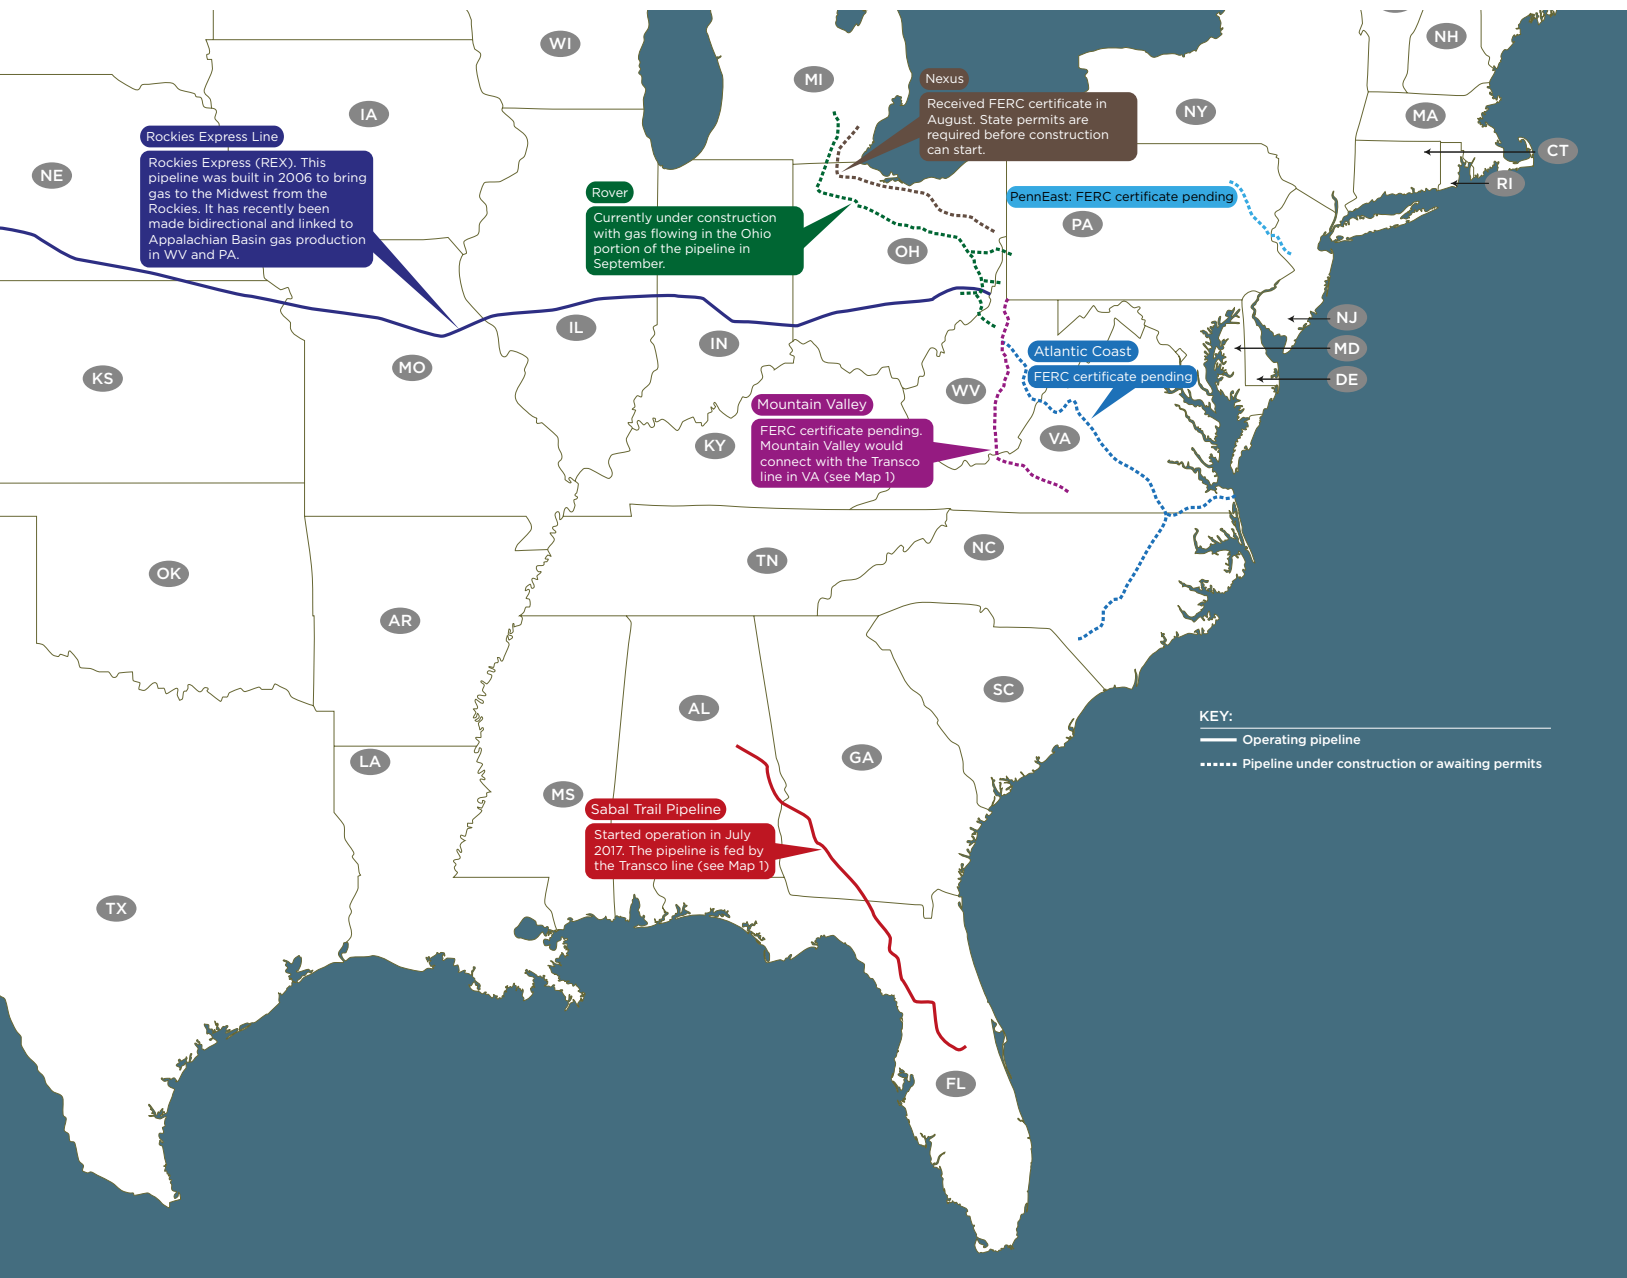 WI
NH
MI
Nexus
Received FERC certificate in
August. State permits are
required before construction
can start.
IA
NY
MA
Rockies Express Line
Rockies Express (REX). This
pipeline was built in 2006 to bring
gas to the Midwest from the
Rockies. It has recently been
made bidirectional and linked to
Appalachian Basin gas production
in WV and PA.
CT
NE
RI
Rover
Currently under construction
with gas flowing in the Ohio
portion of the pipeline in
September.
PennEast: FERC certificate pending
PA
OH
NJ
IL
IN
MD
Atlantic Coast
FERC certificate pending
MO
KS
DE
WV
Mountain Valley
FERC certificate pending.
Mountain Valley would
connect with the Transco
line in VA (see Map 1)
VA
KY
NC
TN
OK
AR
SC
AL
KEY:
Operating pipeline
Pipeline under construction or awaiting permits
GA
LA
MS
Sabal Trail Pipeline
Started operation in July
2017. The pipeline is fed by
the Transco line (see Map 1)
TX
FL